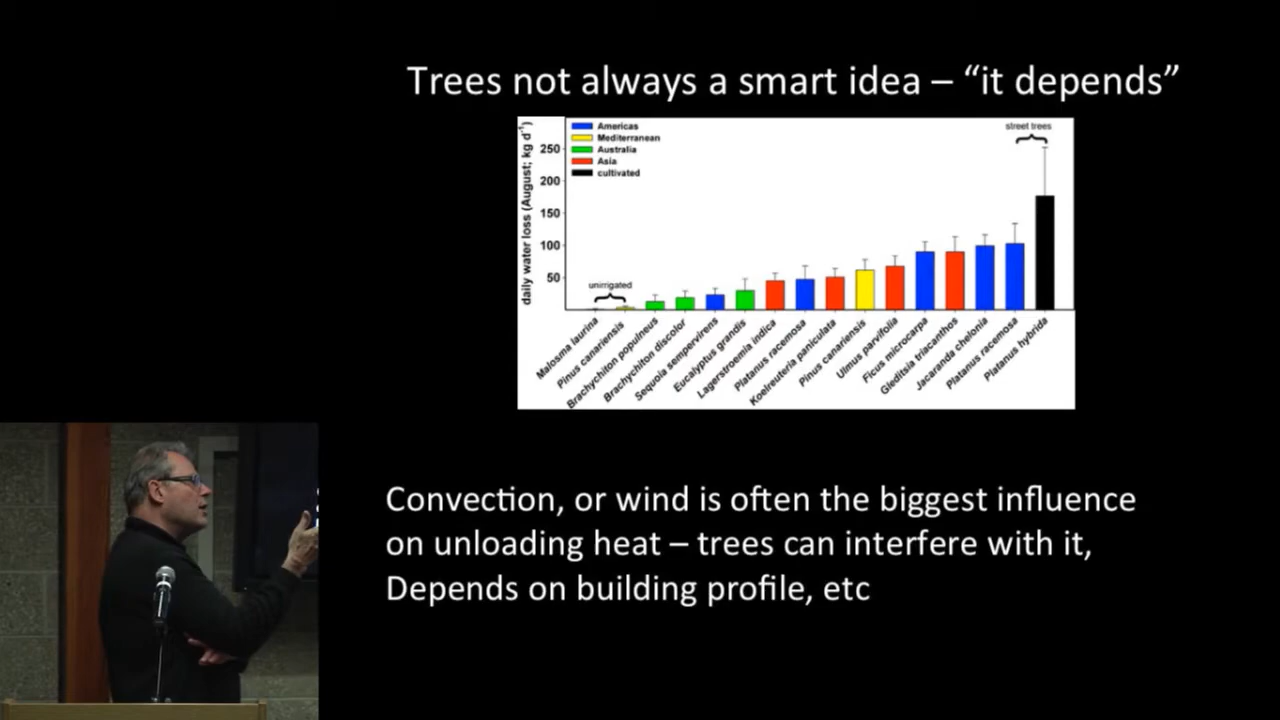 Trees not always a smart idea – “it depends”
daily water loss (August; kg d⁻¹)
250
200
150
100
50
Americas
Mediterranean
Australia
Asia
cultivated
street trees
unirrigated
Malosma laurina
Pinus canariensis
Brachychiton populneus
Brachychiton discolor
Sequoia sempervirens
Eucalyptus grandis
Lagerstroemia indica
Platanus racemosa
Koelreuteria paniculata
Pinus canariensis
Ulmus parvifolia
Ficus microcarpa
Gleditsia triacanthos
Jacaranda chelonia
Platanus racemosa
Platanus hybrida
Convection, or wind is often the biggest influence
on unloading heat – trees can interfere with it,
Depends on building profile, etc